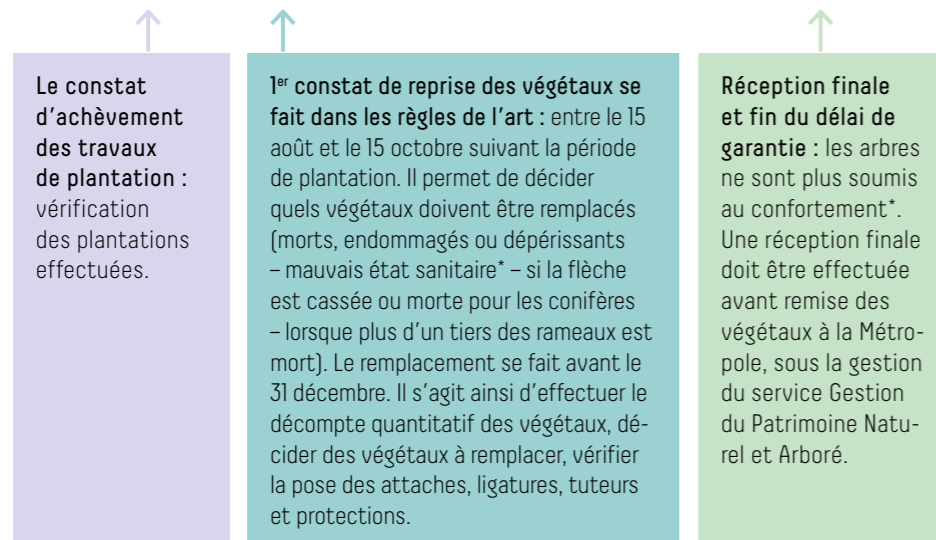 Le constat
d'achèvement
des travaux
de plantation :
vérification
des plantations
effectuées.
1er constat de reprise des végétaux se
fait dans les règles de l'art : entre le 15
août et le 15 octobre suivant la période
de plantation. Il permet de décider
quels végétaux doivent être remplacés
(morts, endommagés ou dépérissants
– mauvais état sanitaire* – si la flèche
est cassée ou morte pour les conifères
– lorsque plus d'un tiers des rameaux est
mort). Le remplacement se fait avant le
31 décembre. Il s'agit ainsi d'effectuer le
décompte quantitatif des végétaux, dé-
cider des végétaux à remplacer, vérifier
la pose des attaches, ligatures, tuteurs
et protections.
Réception finale
et fin du délai de
garantie : les arbres
ne sont plus soumis
au confortement*.
Une réception finale
doit être effectuée
avant remise des
végétaux à la Métro-
pole, sous la gestion
du service Gestion
du Patrimoine Natu-
rel et Arboré.